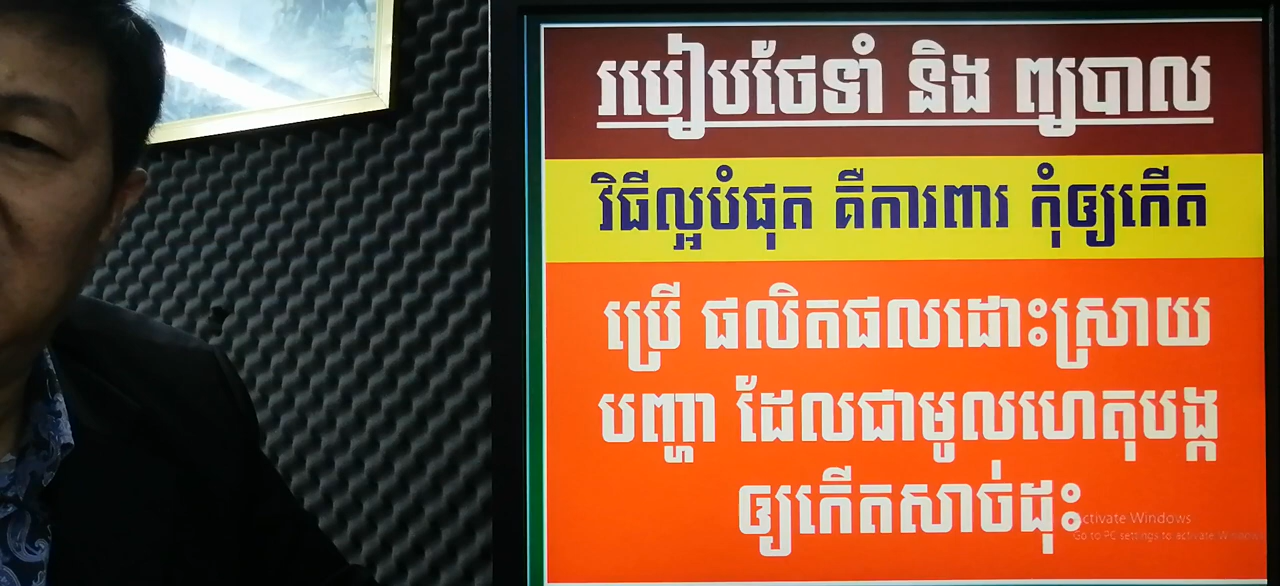 របៀបថែទាំ និង ព្យបាល
វិធីល្អបំផុត គឺការពារ កុំឲ្យកើត
ប្រើ ផលិតផលដោះស្រាយ
បញ្ហា ដែលជាមូលហេតុបង្ក
ឲ្យកើតសាច់ដុះ
Activate Windows
Go to PC settings to activate Windows